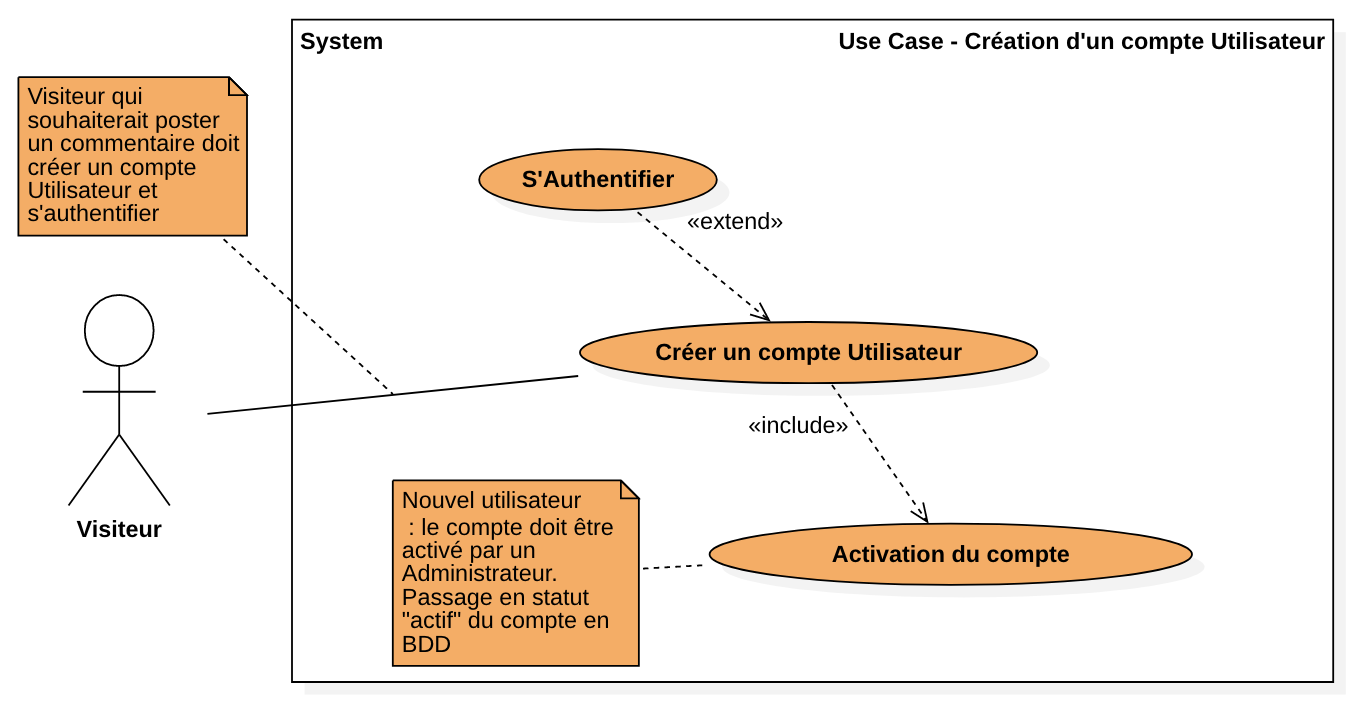 System
Use Case - Création d'un compte Utilisateur
Visiteur qui
souhaiterait poster
un commentaire doit
créer un compte
Utilisateur et
s'authentifier
S'Authentifier
«extend»
Créer un compte Utilisateur
«include»
Visiteur
Nouvel utilisateur
: le compte doit être
activé par un
Administrateur.
Passage en statut
"actif" du compte en
BDD
Activation du compte